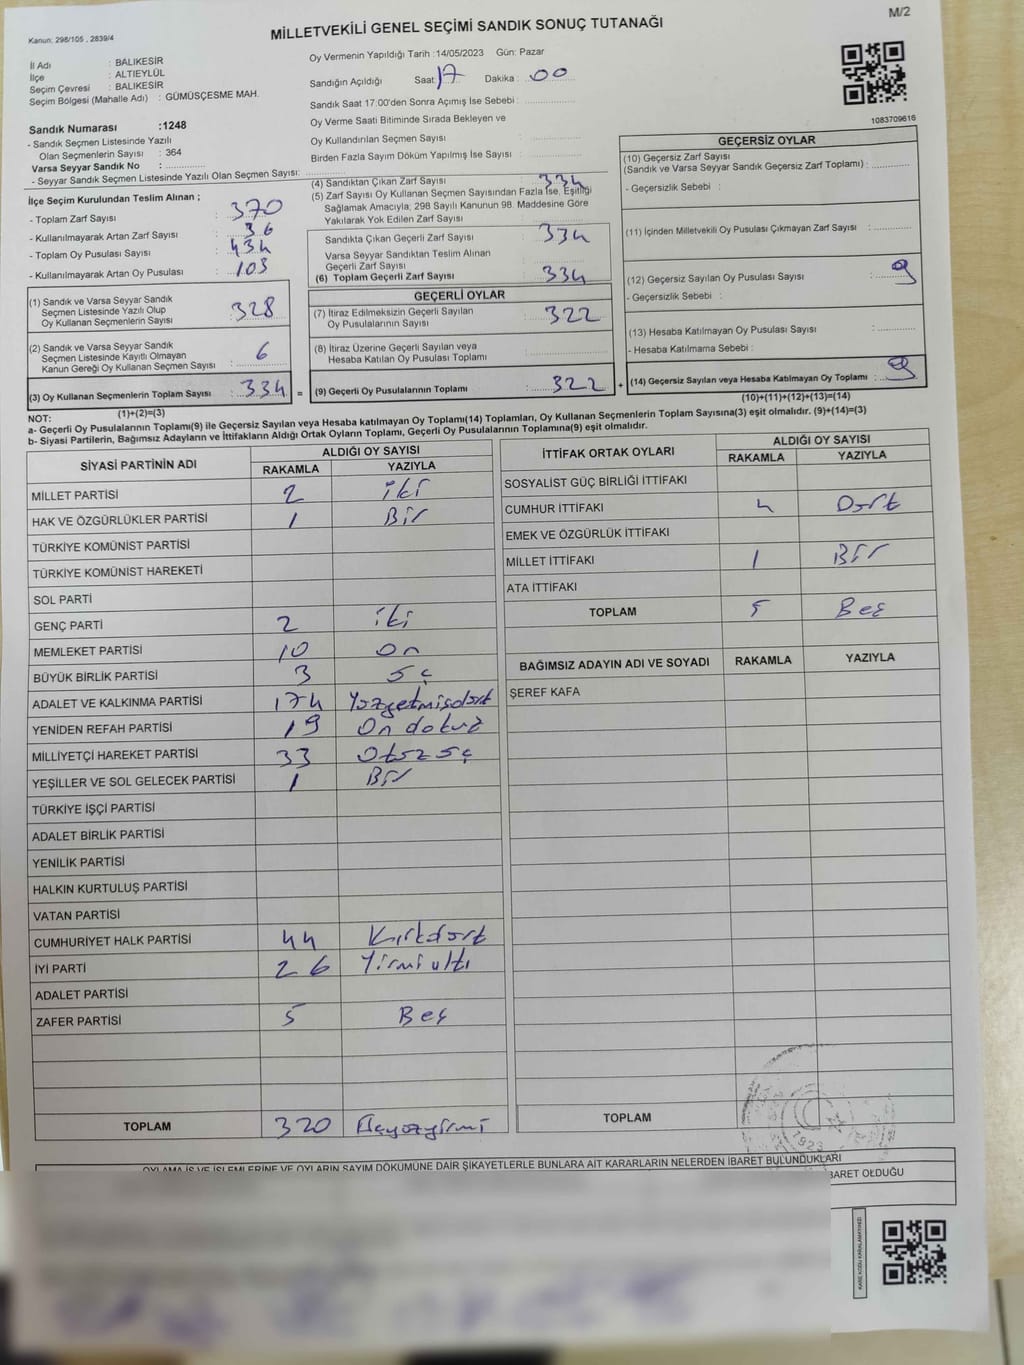 M/2
MİLLETVEKİLİ GENEL SEÇİMİ SANDIK SONUÇ TUTANAĞI
Kanun: 298/105 , 2839/4
İl Adı : BALIKESİR
İlçe : ALTIEYLÜL
Seçim Çevresi : BALIKESİR
Seçim Bölgesi (Mahalle Adı) : GÜMÜŞÇEŞME MAH.
Sandık Numarası :1248
- Sandık Seçmen Listesinde Yazılı
Olan Seçmenlerin Sayısı : 364
Varsa Seyyar Sandık No :
- Seyyar Sandık Seçmen Listesinde Yazılı Olan Seçmen Sayısı:
Oy Vermenin Yapıldığı Tarih :14/05/2023 Gün: Pazar
Sandığın Açıldığı Saat : 17 Dakika : 00
Sandık Saat 17:00'den Sonra Açımış İse Sebebi :
Oy Verme Saati Bitiminde Sırada Bekleyen ve
Oy Kullandırılan Seçmen Sayısı :
Birden Fazla Sayım Döküm Yapılmış İse Sayısı :
1083709616
İlçe Seçim Kurulundan Teslim Alınan ;
- Toplam Zarf Sayısı : 370
- Kullanılmayarak Artan Zarf Sayısı : 36
- Toplam Oy Pusulası Sayısı : 434
- Kullanılmayarak Artan Oy Pusulası : 103
(1) Sandık ve Varsa Seyyar Sandık
Seçmen Listesinde Yazılı Olup
Oy Kullanan Seçmenlerin Sayısı : 328
(2) Sandık ve Varsa Seyyar Sandık
Seçmen Listesinde Kayıtlı Olmayan
Kanun Gereği Oy Kullanan Seçmen Sayısı : 6
(3) Oy Kullanan Seçmenlerin Toplam Sayısı : 334
(1)+(2)=(3)
(4) Sandıktan Çıkan Zarf Sayısı : 334
(5) Zarf Sayısı Oy Kullanan Seçmen Sayısından Fazla İse, Eşitliği
Sağlamak Amacıyla, 298 Sayılı Kanunun 98. Maddesine Göre
Yakılarak Yok Edilen Zarf Sayısı :
Sandıkta Çıkan Geçerli Zarf Sayısı : 334
Varsa Seyyar Sandıktan Teslim Alınan
Geçerli Zarf Sayısı :
(6) Toplam Geçerli Zarf Sayısı : 334
GEÇERLİ OYLAR
(7) İtiraz Edilmeksizin Geçerli Sayılan
Oy Pusulalarının Sayısı : 322
(8) İtiraz Üzerine Geçerli Sayılan veya
Hesaba Katılan Oy Pusulası Toplamı :
= (9) Geçerli Oy Pusulalarının Toplamı : 322 +
GEÇERSİZ OYLAR
(10) Geçersiz Zarf Sayısı
(Sandık ve Varsa Seyyar Sandık Geçersiz Zarf Toplamı) :
- Geçersizlik Sebebi :
(11) İçinden Milletvekili Oy Pusulası Çıkmayan Zarf Sayısı :
(12) Geçersiz Sayılan Oy Pusulası Sayısı : 9
- Geçersizlik Sebebi :
(13) Hesaba Katılmayan Oy Pusulası Sayısı :
- Hesaba Katılmama Sebebi :
(14) Geçersiz Sayılan veya Hesaba Katılmayan Oy Toplamı : 9
(10)+(11)+(12)+(13)=(14)
NOT:
a- Geçerli Oy Pusulalarının Toplamı(9) ile Geçersiz Sayılan veya Hesaba katılmayan Oy Toplamı(14) Toplamları, Oy Kullanan Seçmenlerin Toplam Sayısına(3) eşit olmalıdır. (9)+(14)=(3)
b- Siyasi Partilerin, Bağımsız Adayların ve İttifakların Aldığı Ortak Oyların Toplamı, Geçerli Oy Pusulalarının Toplamına(9) eşit olmalıdır.
SİYASİ PARTİNİN ADI ALDIĞI OY SAYISI
RAKAMLA YAZIYLA
MİLLET PARTİSİ 2 iki
HAK VE ÖZGÜRLÜKLER PARTİSİ 1 Bir
TÜRKİYE KOMÜNİST PARTİSİ
TÜRKİYE KOMÜNİST HAREKETİ
SOL PARTİ
GENÇ PARTİ 2 iki
MEMLEKET PARTİSİ 10 on
BÜYÜK BİRLİK PARTİSİ 3 üç
ADALET VE KALKINMA PARTİSİ 174 Yüzyetmişdört
YENİDEN REFAH PARTİSİ 19 On dokuz
MİLLİYETÇİ HAREKET PARTİSİ 33 Otuz üç
YEŞİLLER VE SOL GELECEK PARTİSİ 1 Bir
TÜRKİYE İŞÇİ PARTİSİ
ADALET BİRLİK PARTİSİ
YENİLİK PARTİSİ
HALKIN KURTULUŞ PARTİSİ
VATAN PARTİSİ
CUMHURİYET HALK PARTİSİ 44 Kırkdört
İYİ PARTİ 26 Yirmi altı
ADALET PARTİSİ
ZAFER PARTİSİ 5 Beş
TOPLAM 320 üçyüzyirmi
İTTİFAK ORTAK OYLARI ALDIĞI OY SAYISI
RAKAMLA YAZIYLA
SOSYALİST GÜÇ BİRLİĞİ İTTİFAKI
CUMHUR İTTİFAKI 4 Dört
EMEK VE ÖZGÜRLÜK İTTİFAKI
MİLLET İTTİFAKI 1 Bir
ATA İTTİFAKI
TOPLAM 5 Beş
BAĞIMSIZ ADAYIN ADI VE SOYADI RAKAMLA YAZIYLA
ŞEREF KAFA
TOPLAM
1923
OYLAMA İŞ VE İŞLEMLERİNE VE OYLARIN SAYIM DÖKÜMÜNE DAİR ŞİKAYETLERLE BUNLARA AİT KARARLARIN NELERDEN İBARET BULUNDUKLARI
BARET OLDUĞU
KARE KODU KARALAMAYINIZ!